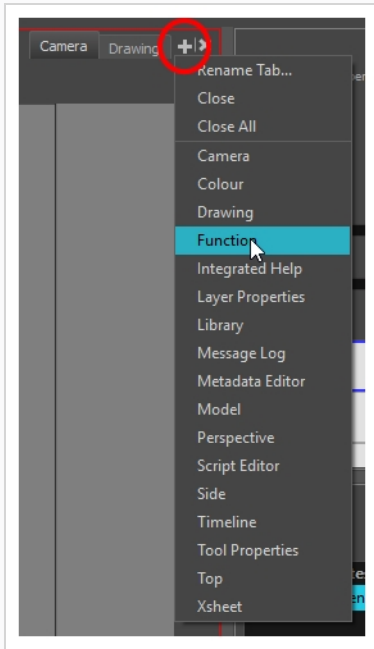 Camera Drawing
Rename Tab...
Close
Close All
Camera
Colour
Drawing
Function
Integrated Help
Layer Properties
Library
Message Log
Metadata Editor
Model
Perspective
Script Editor
Side
Timeline
Tool Properties
Top
Xsheet